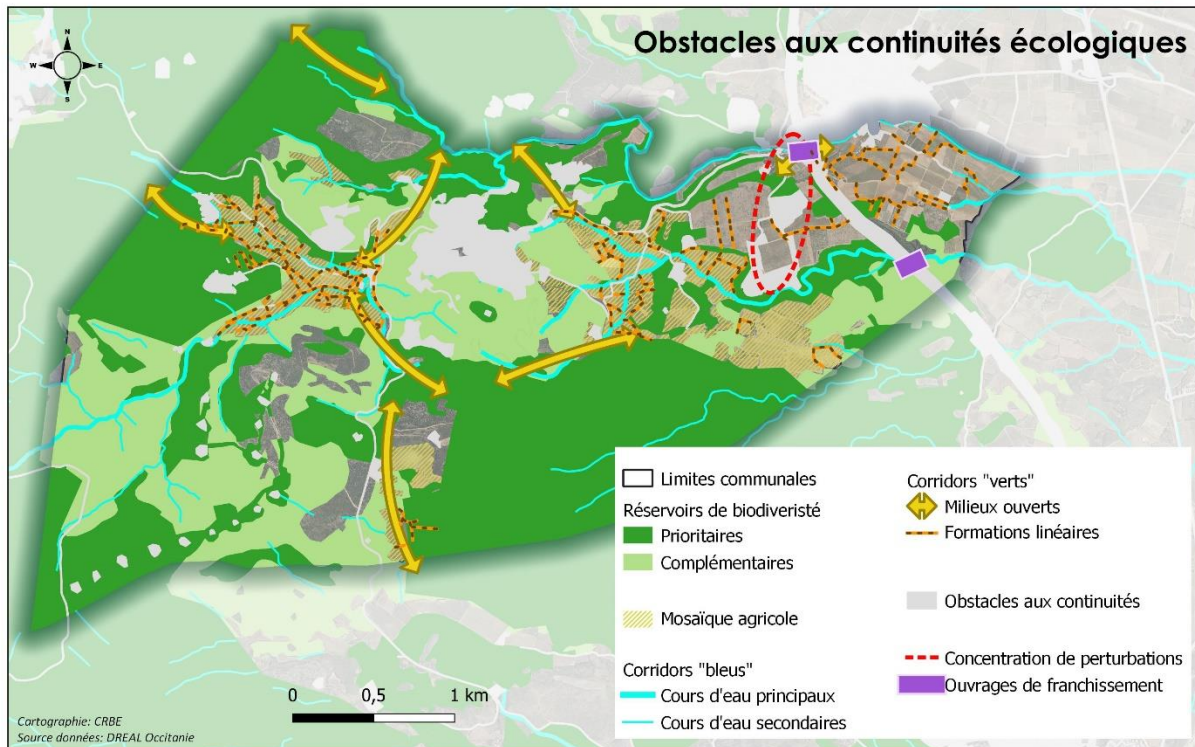 Obstacles aux continuités écologiques
N
W
E
S
Limites communales
Réservoirs de biodiveristé
Prioritaires
Complémentaires
Mosaïque agricole
Corridors "bleus"
Cours d'eau principaux
Cours d'eau secondaires
Corridors "verts"
Milieux ouverts
Formations linéaires
Obstacles aux continuités
Concentration de perturbations
Ouvrages de franchissement
0 0,5 1 km
Cartographie: CRBE
Source données: DREAL Occitanie